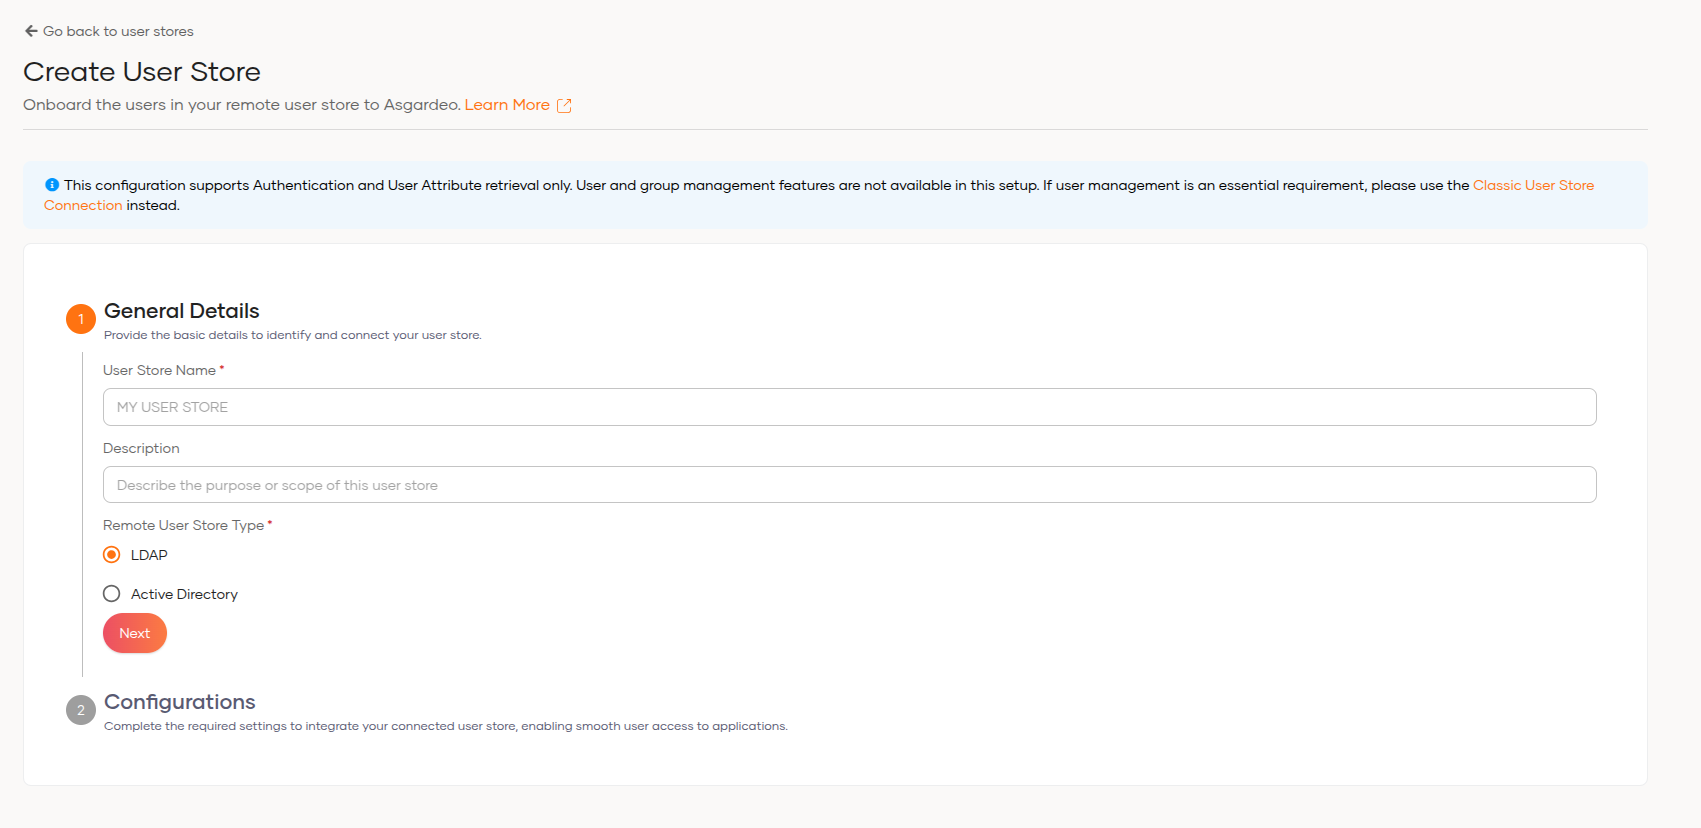 Go back to user stores
Create User Store
Onboard the users in your remote user store to Asgardeo. Learn More
This configuration supports Authentication and User Attribute retrieval only. User and group management features are not available in this setup. If user management is an essential requirement, please use the Classic User Store
Connection instead.
1 General Details
Provide the basic details to identify and connect your user store.
User Store Name *
MY USER STORE
Description
Describe the purpose or scope of this user store
Remote User Store Type *
LDAP
Active Directory
Next
2 Configurations
Complete the required settings to integrate your connected user store, enabling smooth user access to applications.